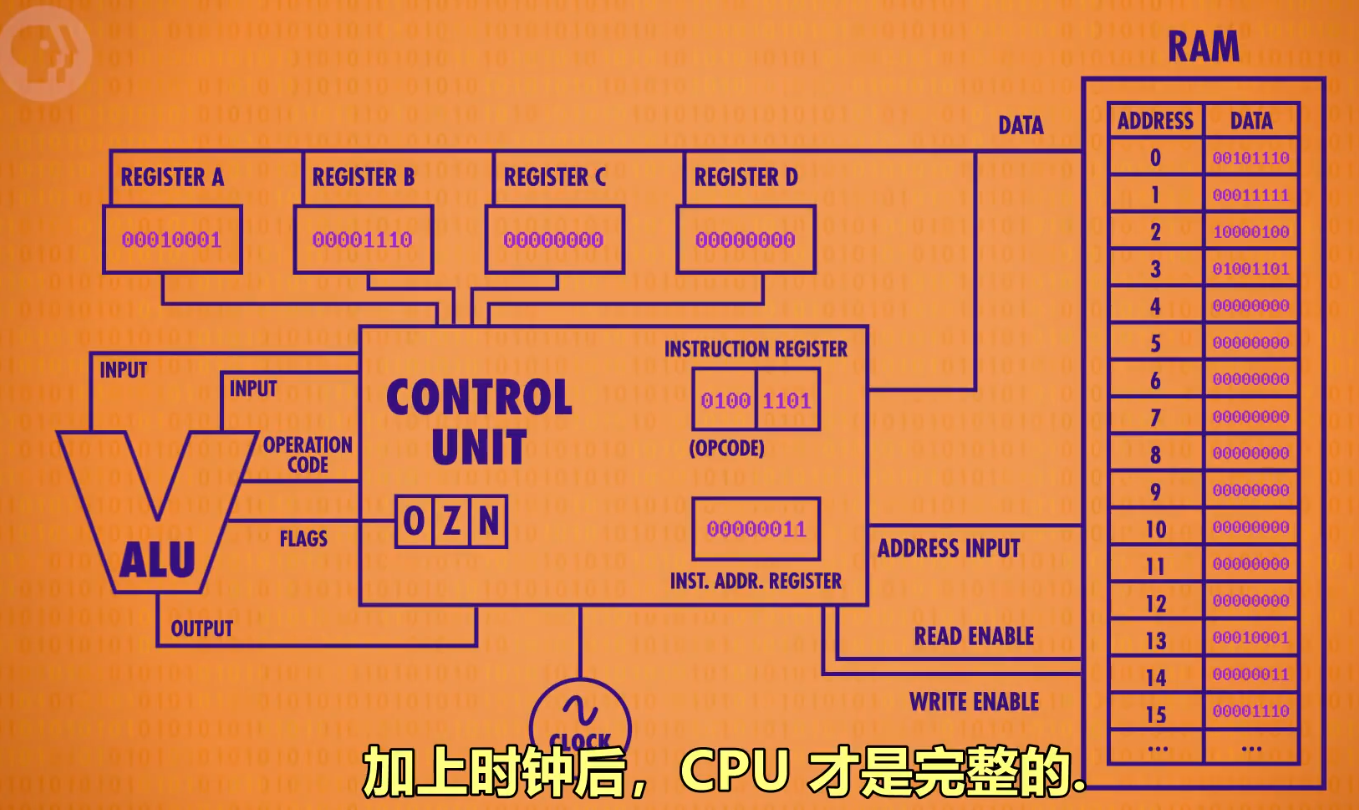 RAM
DATA
ADDRESS DATA
0 00101110
1 00011111
2 10000100
3 01001101
4 00000000
5 00000000
6 00000000
7 00000000
8 00000000
9 00000000
10 00000000
11 00000000
12 00000000
13 00010001
14 00000011
15 00001110
... ...
REGISTER A REGISTER B REGISTER C REGISTER D
00010001 00001110 00000000 00000000
INPUT
INPUT
OPERATION
CODE
FLAGS
ALU
OUTPUT
CONTROL
UNIT
O Z N
INSTRUCTION REGISTER
0100 1101
(OPCODE)
00000011
INST. ADDR. REGISTER
ADDRESS INPUT
READ ENABLE
WRITE ENABLE
CLOCK
加上时钟后，CPU 才是完整的.